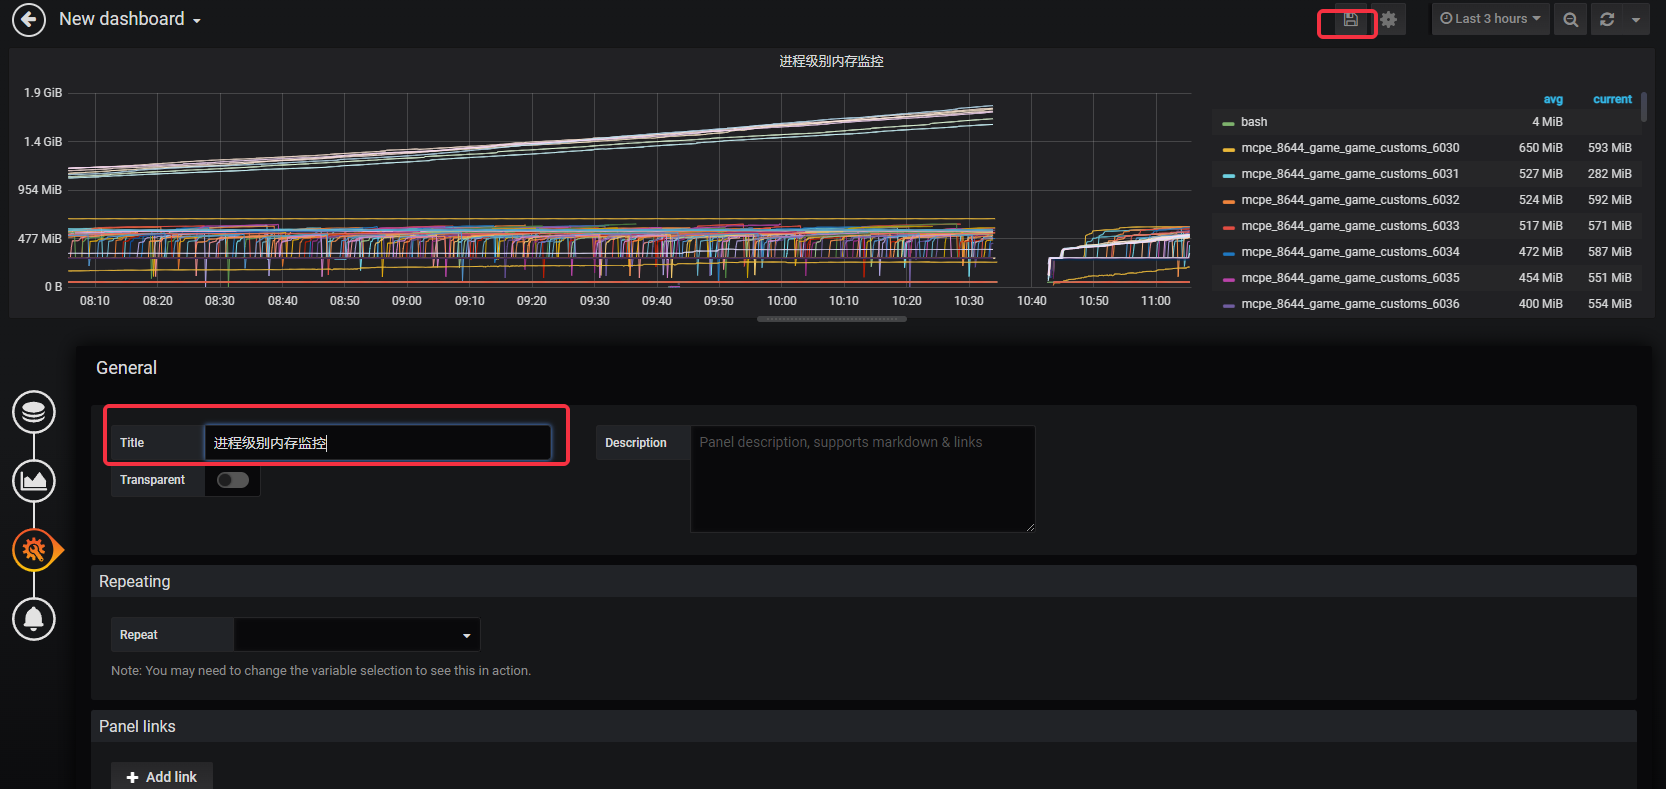 New dashboard
Last 3 hours
进程级别内存监控
1.9 GiB
1.4 GiB
954 MiB
477 MiB
0 B
08:10 08:20 08:30 08:40 08:50 09:00 09:10 09:20 09:30 09:40 09:50 10:00 10:10 10:20 10:30 10:40 10:50 11:00
avg current
bash 4 MiB
mcpe_8644_game_game_customs_6030 650 MiB 593 MiB
mcpe_8644_game_game_customs_6031 527 MiB 282 MiB
mcpe_8644_game_game_customs_6032 524 MiB 592 MiB
mcpe_8644_game_game_customs_6033 517 MiB 571 MiB
mcpe_8644_game_game_customs_6034 472 MiB 587 MiB
mcpe_8644_game_game_customs_6035 454 MiB 551 MiB
mcpe_8644_game_game_customs_6036 400 MiB 554 MiB
General
Title 进程级别内存监控
Description Panel description, supports markdown & links
Transparent
Repeating
Repeat
Note: You may need to change the variable selection to see this in action.
Panel links
+ Add link